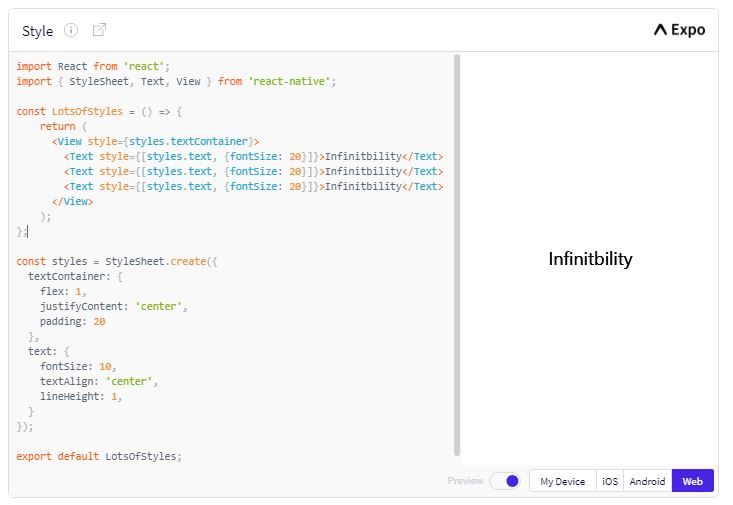 Style
Expo
import React from 'react';
import { StyleSheet, Text, View } from 'react-native';
const LotsOfStyles = () => {
return (
<View style={styles.textContainer}>
<Text style={[styles.text, {fontSize: 20}]}>Infinitbility</Text>
<Text style={[styles.text, {fontSize: 20}]}>Infinitbility</Text>
<Text style={[styles.text, {fontSize: 20}]}>Infinitbility</Text>
</View>
);
};
const styles = StyleSheet.create({
textContainer: {
flex: 1,
justifyContent: 'center',
padding: 20
},
text: {
fontSize: 10,
textAlign: 'center',
lineHeight: 1,
}
});
export default LotsOfStyles;
Infinitbility
Preview My Device iOS Android Web